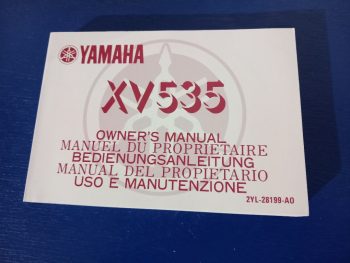 YAMAHA
XV535
OWNER'S MANUAL
MANUEL DU PROPRIETAIRE
BEDIENUNGSANLEITUNG
MANUAL DEL PROPIETARIO
USO E MANUTENZIONE
2YL-28199-A0